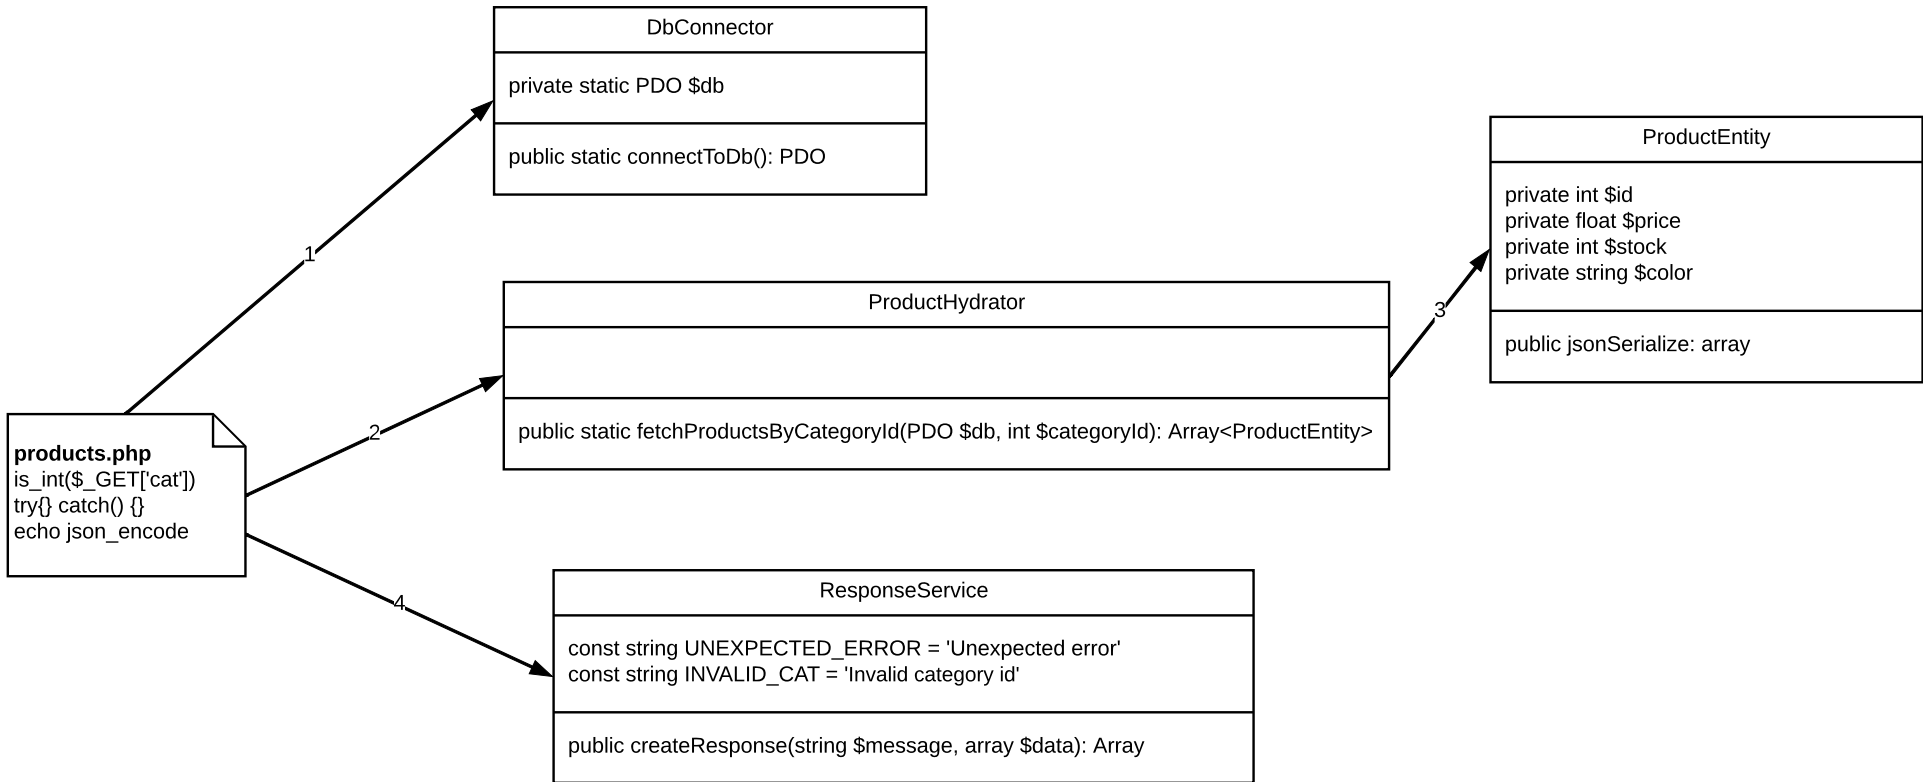 DbConnector
private static PDO $db
public static connectToDb(): PDO
ProductEntity
private int $id
private float $price
private int $stock
private string $color
public jsonSerialize: array
1
ProductHydrator
public static fetchProductsByCategoryId(PDO $db, int $categoryId): Array<ProductEntity>
3
2
products.php
is_int($_GET['cat'])
try{} catch() {}
echo json_encode
4
ResponseService
const string UNEXPECTED_ERROR = 'Unexpected error'
const string INVALID_CAT = 'Invalid category id'
public createResponse(string $message, array $data): Array